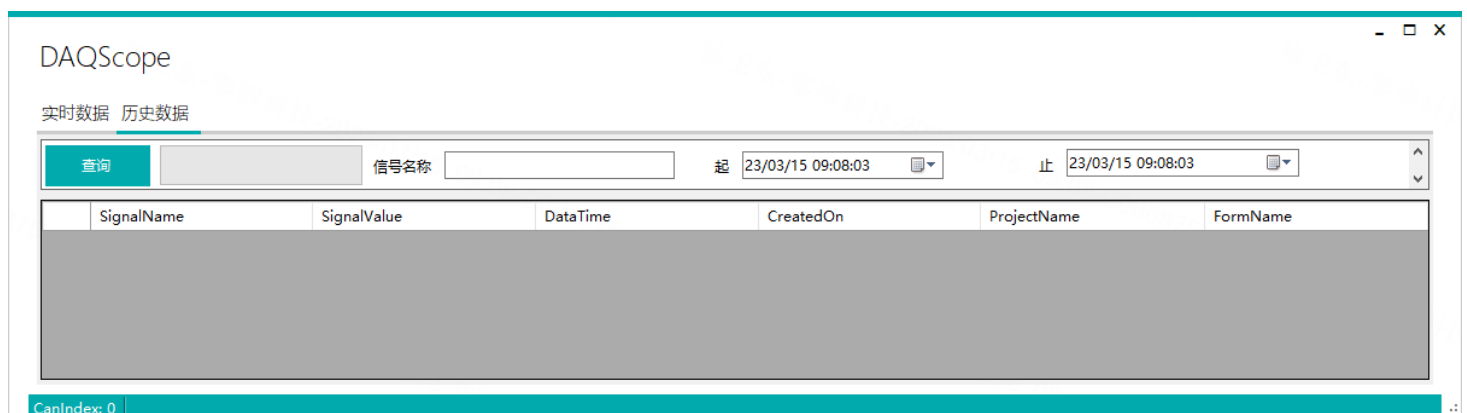 DAQScope
实时数据 历史数据
查询 信号名称 起 23/03/15 09:08:03 止 23/03/15 09:08:03
SignalName SignalValue DataTime CreatedOn ProjectName FormName
CanIndex: 0